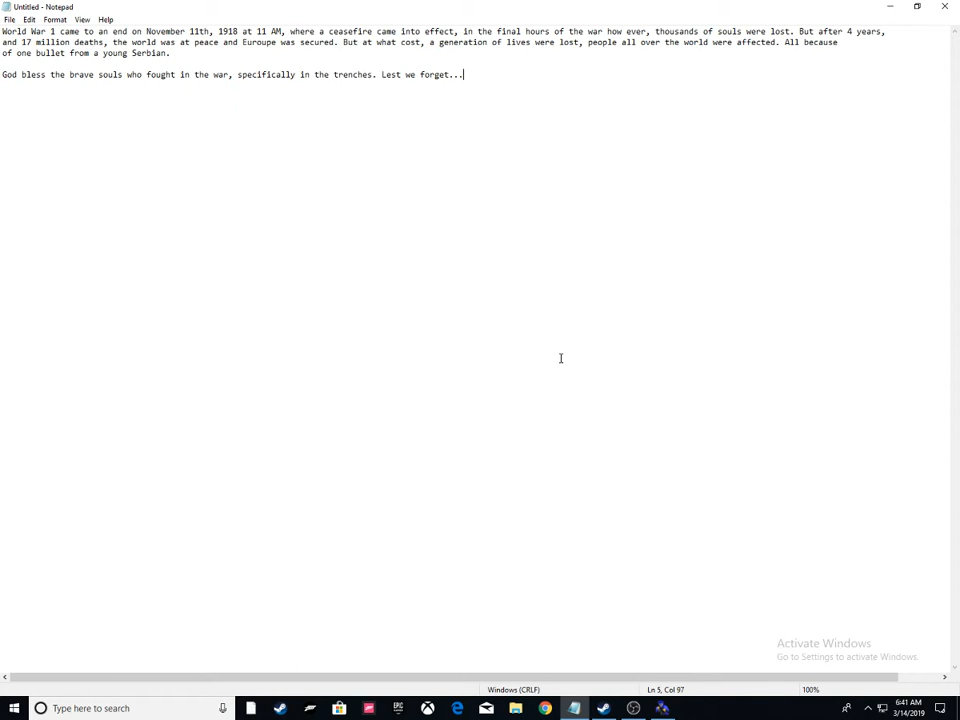 Untitled - Notepad
File Edit Format View Help
World War 1 came to an end on November 11th, 1918 at 11 AM, where a ceasefire came into effect, in the final hours of the war how ever, thousands of souls were lost. But after 4 years,
and 17 million deaths, the world was at peace and Euroupe was secured. But at what cost, a generation of lives were lost, people all over the world were affected. All because
of one bullet from a young Serbian.
God bless the brave souls who fought in the war, specifically in the trenches. Lest we forget...
Activate Windows
Go to Settings to activate Windows.
Windows (CRLF) Ln 5, Col 97 100%
Type here to search
EPIC
6:41 AM
3/14/2019